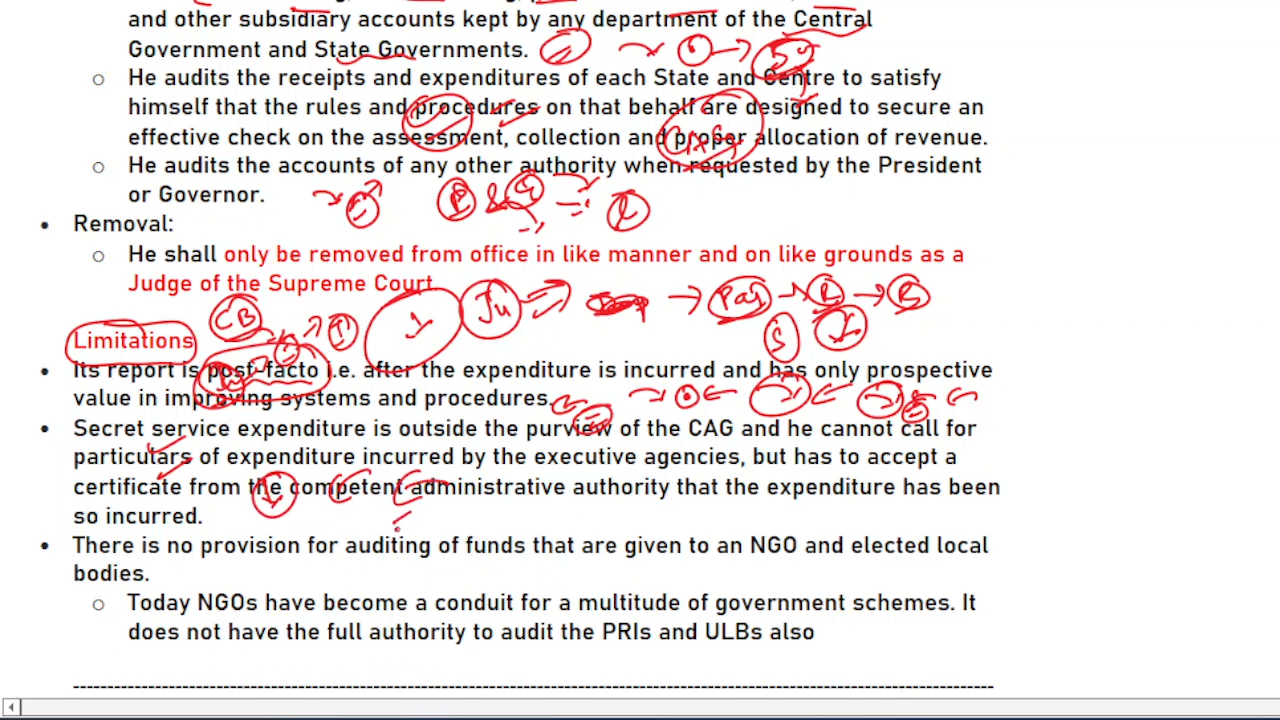 and other subsidiary accounts kept by any department of the Central
Government and State Governments.
o He audits the receipts and expenditures of each State and Centre to satisfy
himself that the rules and procedures on that behalf are designed to secure an
effective check on the assessment, collection and proper allocation of revenue.
CAG
o He audits the accounts of any other authority when requested by the President
or Governor.
P & G
• Removal:
o He shall only be removed from office in like manner and on like grounds as a
Judge of the Supreme Court.
CB
Ju
Limitations
• Its report is post-facto i.e. after the expenditure is incurred and has only prospective
value in improving systems and procedures.
• Secret service expenditure is outside the purview of the CAG and he cannot call for
particulars of expenditure incurred by the executive agencies, but has to accept a
certificate from the competent administrative authority that the expenditure has been
so incurred.
• There is no provision for auditing of funds that are given to an NGO and elected local
bodies.
o Today NGOs have become a conduit for a multitude of government schemes. It
does not have the full authority to audit the PRIs and ULBs also